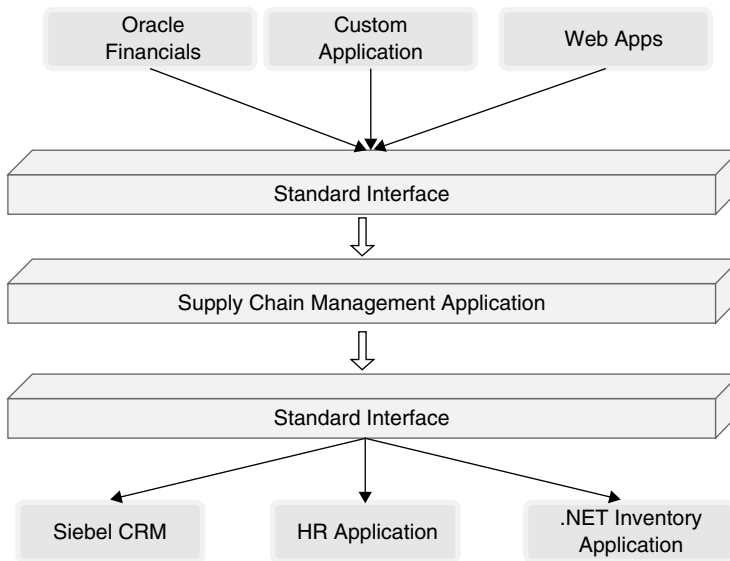 Oracle
Financials
Custom
Application
Web Apps
Standard Interface
Supply Chain Management Application
Standard Interface
Siebel CRM
HR Application
.NET Inventory
Application